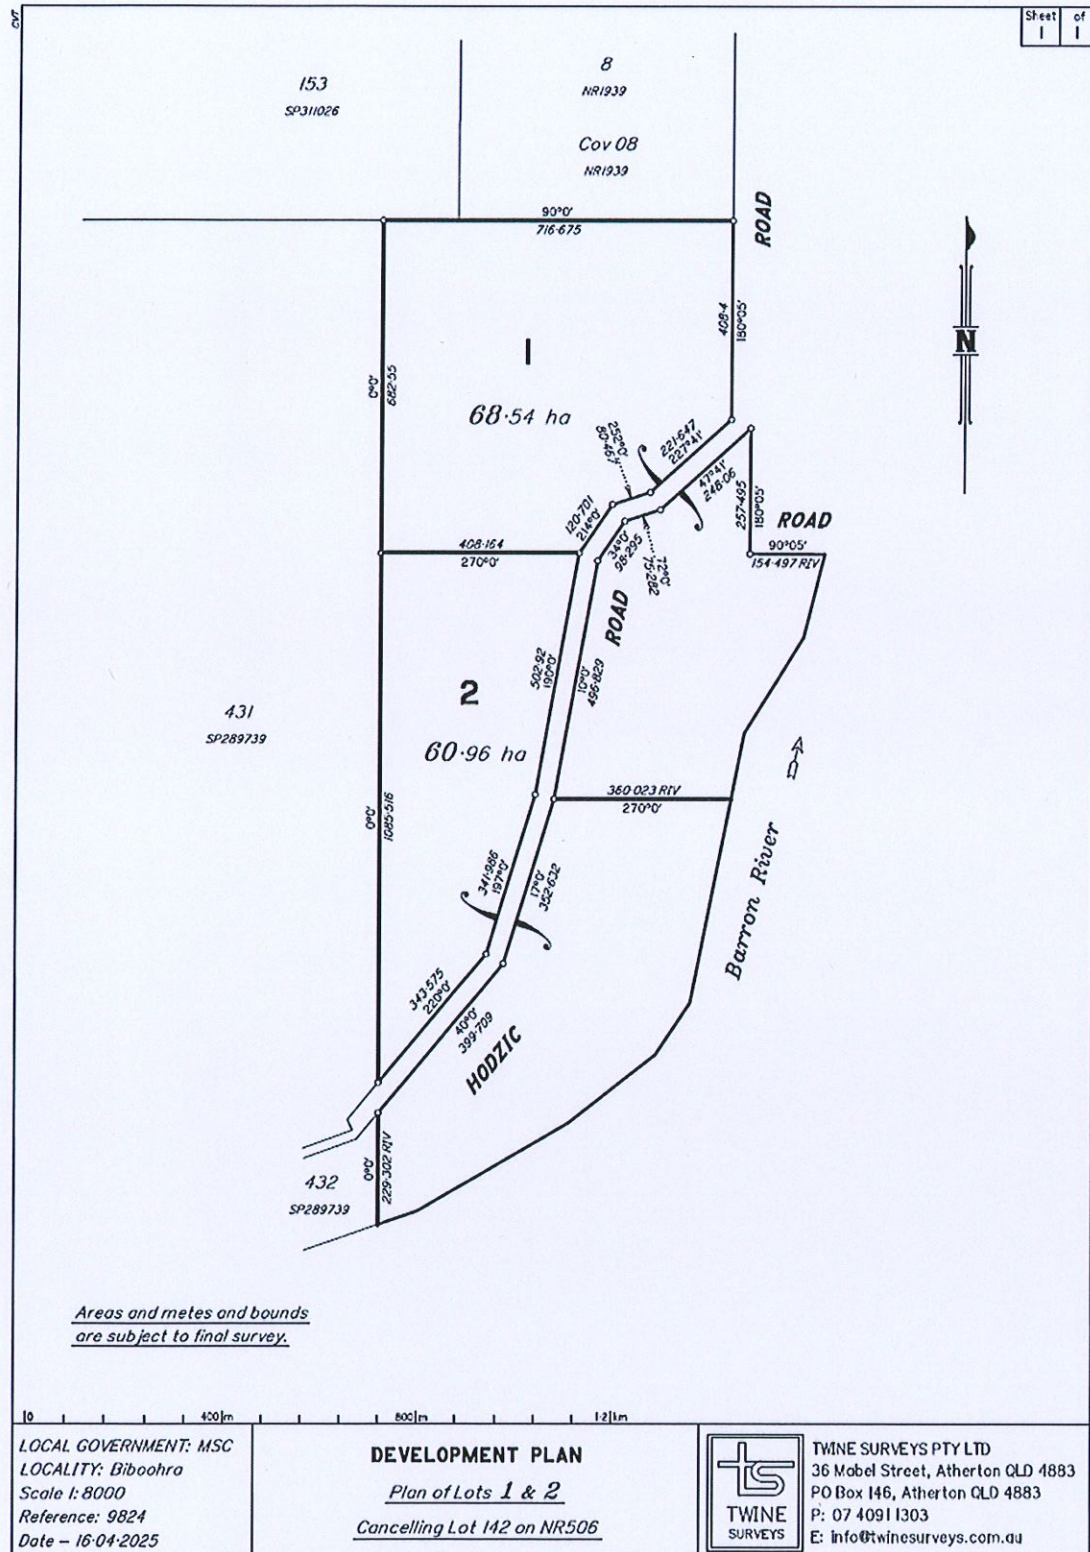 CVT
Sheet of
1 1
153
SP311026
8
NR1939
Cov 08
NR1939
90°0'
716·675
ROAD
408·4
180°05'
0°0'
682·55
1
68·54 ha
252°0'
80·467
221·647
227°41'
47°41'
248·06
257·495
180°05'
ROAD
90°05'
154·497 RIV
120·701
214°0'
34°0'
98·295
72°0'
75·282
408·164
270°0'
ROAD
502·92
190°0'
10°0'
496·829
2
60·96 ha
431
SP289739
0°0'
1085·516
360·023 RIV
270°0'
Barron River
341·986
197°0'
17°0'
352·632
343·575
220°0'
40°0'
399·709
HODZIC
0°0'
229·302 RIV
432
SP289739
Areas and metes and bounds
are subject to final survey.
N
0 400m 800m 1·2km
LOCAL GOVERNMENT: MSC
LOCALITY: Biboohra
Scale 1:8000
Reference: 9824
Date – 16·04·2025
DEVELOPMENT PLAN
Plan of Lots 1 & 2
Cancelling Lot 142 on NR506
ts
TWINE
SURVEYS
TWINE SURVEYS PTY LTD
36 Mabel Street, Atherton QLD 4883
PO Box 146, Atherton QLD 4883
P: 07 40911303
E: info@twinesurveys.com.au